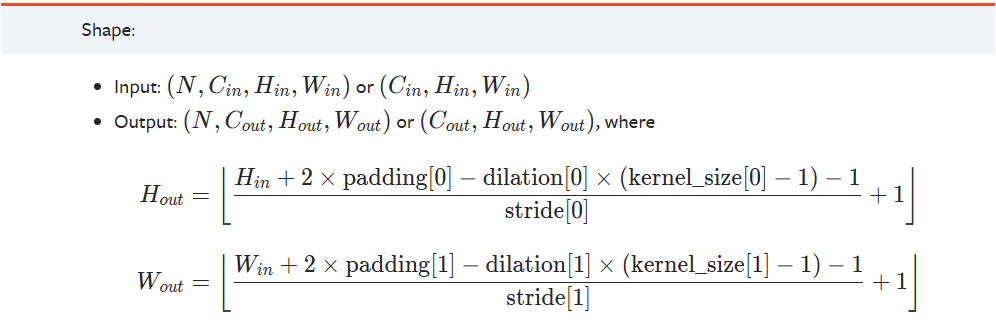 Shape:
• Input: (N, C_in, H_in, W_in) or (C_in, H_in, W_in)
• Output: (N, C_out, H_out, W_out) or (C_out, H_out, W_out), where
H_out = ⌊(H_in + 2 × padding[0] − dilation[0] × (kernel_size[0] − 1) − 1) / stride[0] + 1⌋
W_out = ⌊(W_in + 2 × padding[1] − dilation[1] × (kernel_size[1] − 1) − 1) / stride[1] + 1⌋